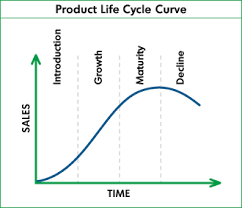 Product Life Cycle Curve
Introduction
Growth
Maturity
Decline
SALES
TIME